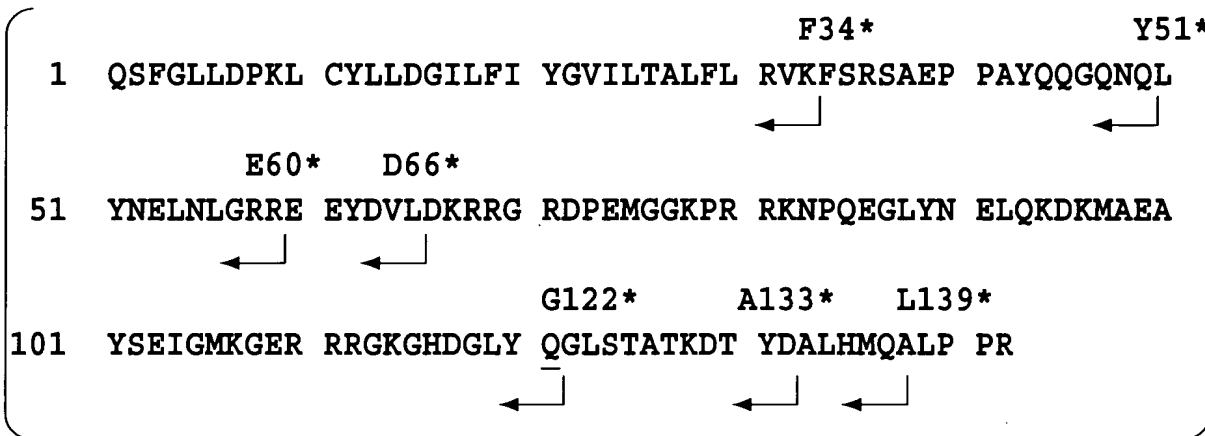 F34* Y51*
1 QSFGLLDPKL CYLLDGILFI YGVILTALFL RVKFSRSAEP PAYQQGQNQL
E60* D66*
51 YNELNLGRRE EYDVLDKRRG RDPEMGGKPR RKNPQEGLYN ELQKDKMAEA
G122* A133* L139*
101 YSEIGMKGER RRGKGHDGLY QGLSTATKDT YDALHMQALP PR